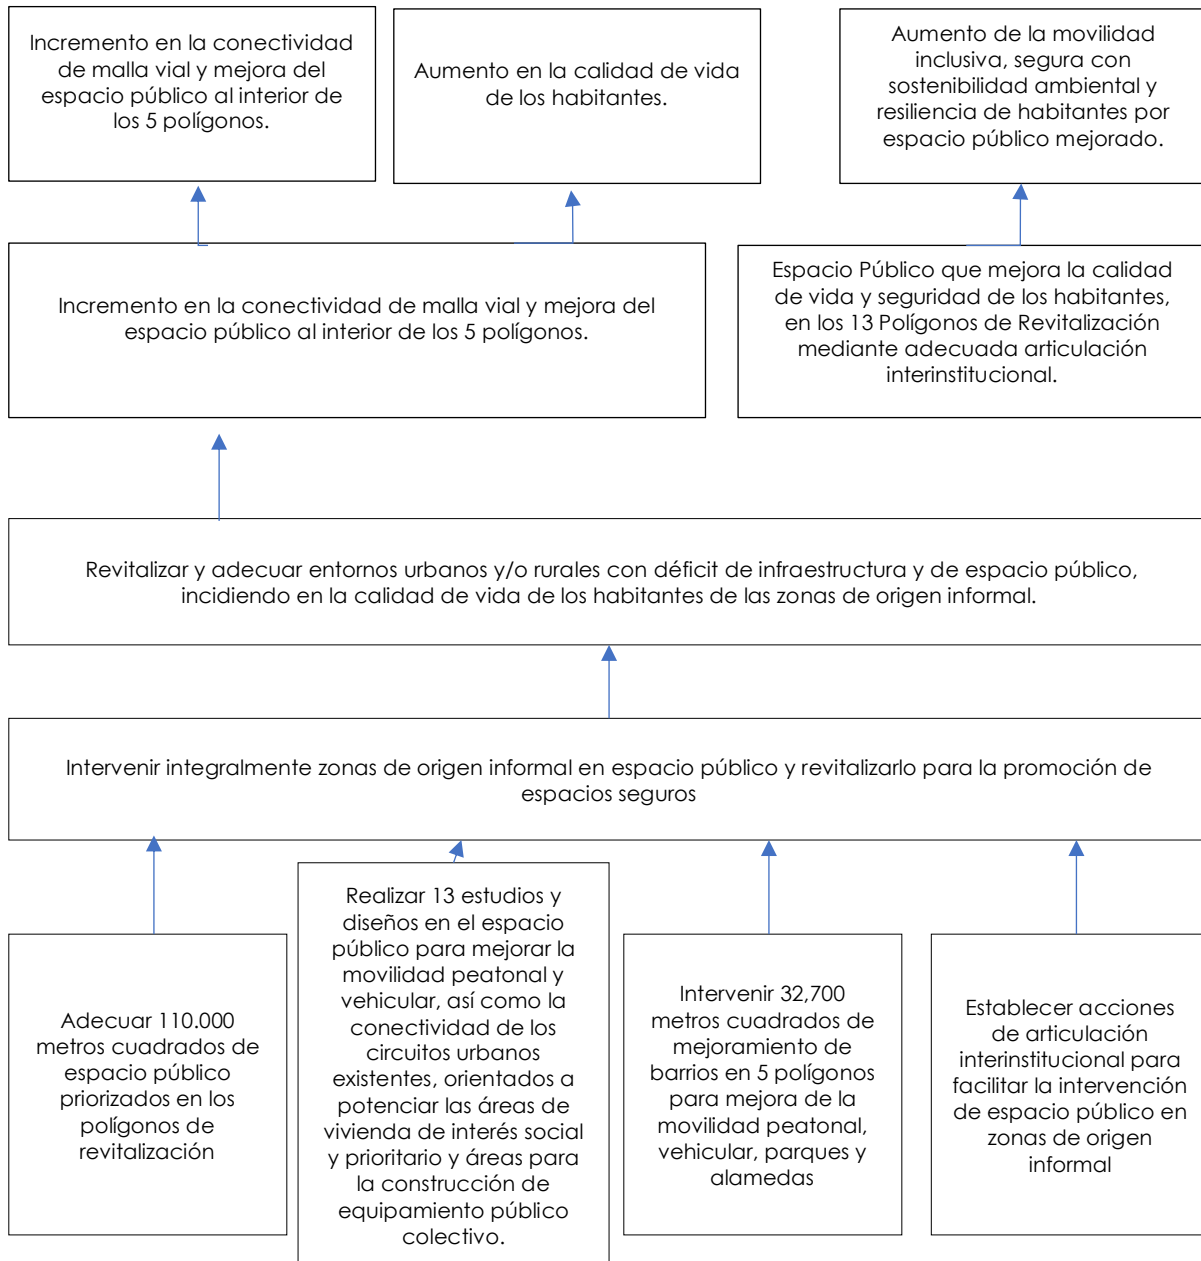 Incremento en la conectividad
de malla vial y mejora del
espacio público al interior de
los 5 polígonos.
Aumento en la calidad de vida
de los habitantes.
Aumento de la movilidad
inclusiva, segura con
sostenibilidad ambiental y
resiliencia de habitantes por
espacio público mejorado.
Incremento en la conectividad de malla vial y mejora del
espacio público al interior de los 5 polígonos.
Espacio Público que mejora la calidad
de vida y seguridad de los habitantes,
en los 13 Polígonos de Revitalización
mediante adecuada articulación
interinstitucional.
Revitalizar y adecuar entornos urbanos y/o rurales con déficit de infraestructura y de espacio público,
incidiendo en la calidad de vida de los habitantes de las zonas de origen informal.
Intervenir integralmente zonas de origen informal en espacio público y revitalizarlo para la promoción de
espacios seguros
Adecuar 110.000
metros cuadrados de
espacio público
priorizados en los
polígonos de
revitalización
Realizar 13 estudios y
diseños en el espacio
público para mejorar la
movilidad peatonal y
vehicular, así como la
conectividad de los
circuitos urbanos
existentes, orientados a
potenciar las áreas de
vivienda de interés social
y prioritario y áreas para
la construcción de
equipamiento público
colectivo.
Intervenir 32,700
metros cuadrados de
mejoramiento de
barrios en 5 polígonos
para mejora de la
movilidad peatonal,
vehicular, parques y
alamedas
Establecer acciones
de articulación
interinstitucional para
facilitar la intervención
de espacio público en
zonas de origen
informal